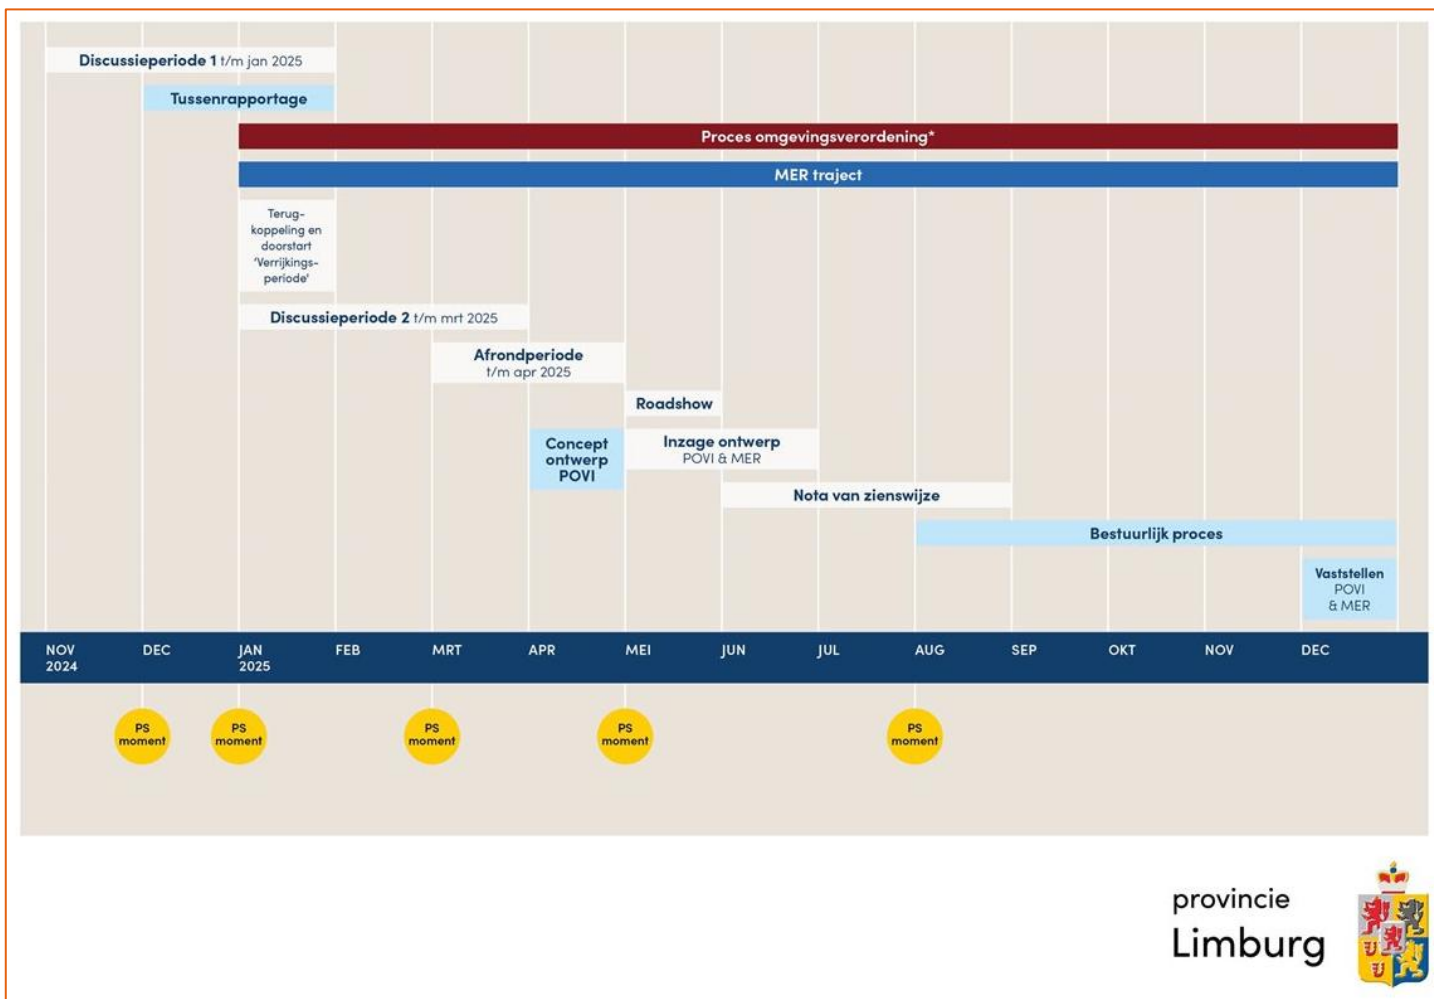 Discussieperiode 1 t/m jan 2025
Tussenrapportage
Proces omgevingsverordening*
MER traject
Terug-
koppeling en
doorstart
‘Verrijkings-
periode’
Discussieperiode 2 t/m mrt 2025
Afrondperiode
t/m apr 2025
Roadshow
Concept
ontwerp
POVI
Inzage ontwerp
POVI & MER
Nota van zienswijze
Bestuurlijk proces
Vaststellen
POVI
& MER
NOV
2024
DEC
JAN
2025
FEB
MRT
APR
MEI
JUN
JUL
AUG
SEP
OKT
NOV
DEC
PS
moment
PS
moment
PS
moment
PS
moment
PS
moment
provincie
Limburg